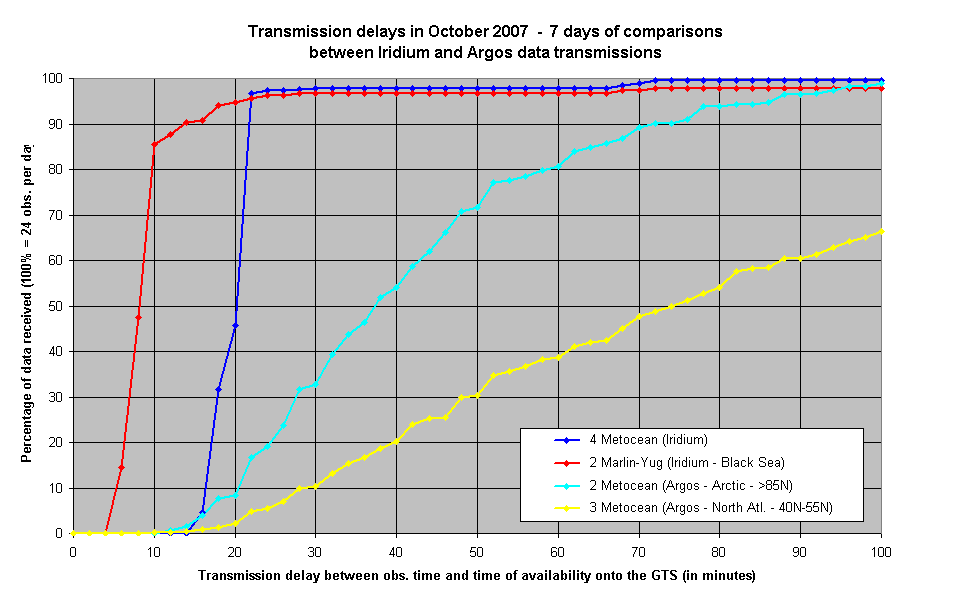 Transmission delays in October 2007 - 7 days of comparisons
between Iridium and Argos data transmissions
Percentage of data received (100% = 24 obs. per da
100
90
80
70
60
50
40
30
20
10
0
4 Metocean (Iridium)
2 Marlin-Yug (Iridium - Black Sea)
2 Metocean (Argos - Arctic - >85N)
3 Metocean (Argos - North Atl. - 40N-55N)
0 10 20 30 40 50 60 70 80 90 100
Transmission delay between obs. time and time of availability onto the GTS (in minutes)